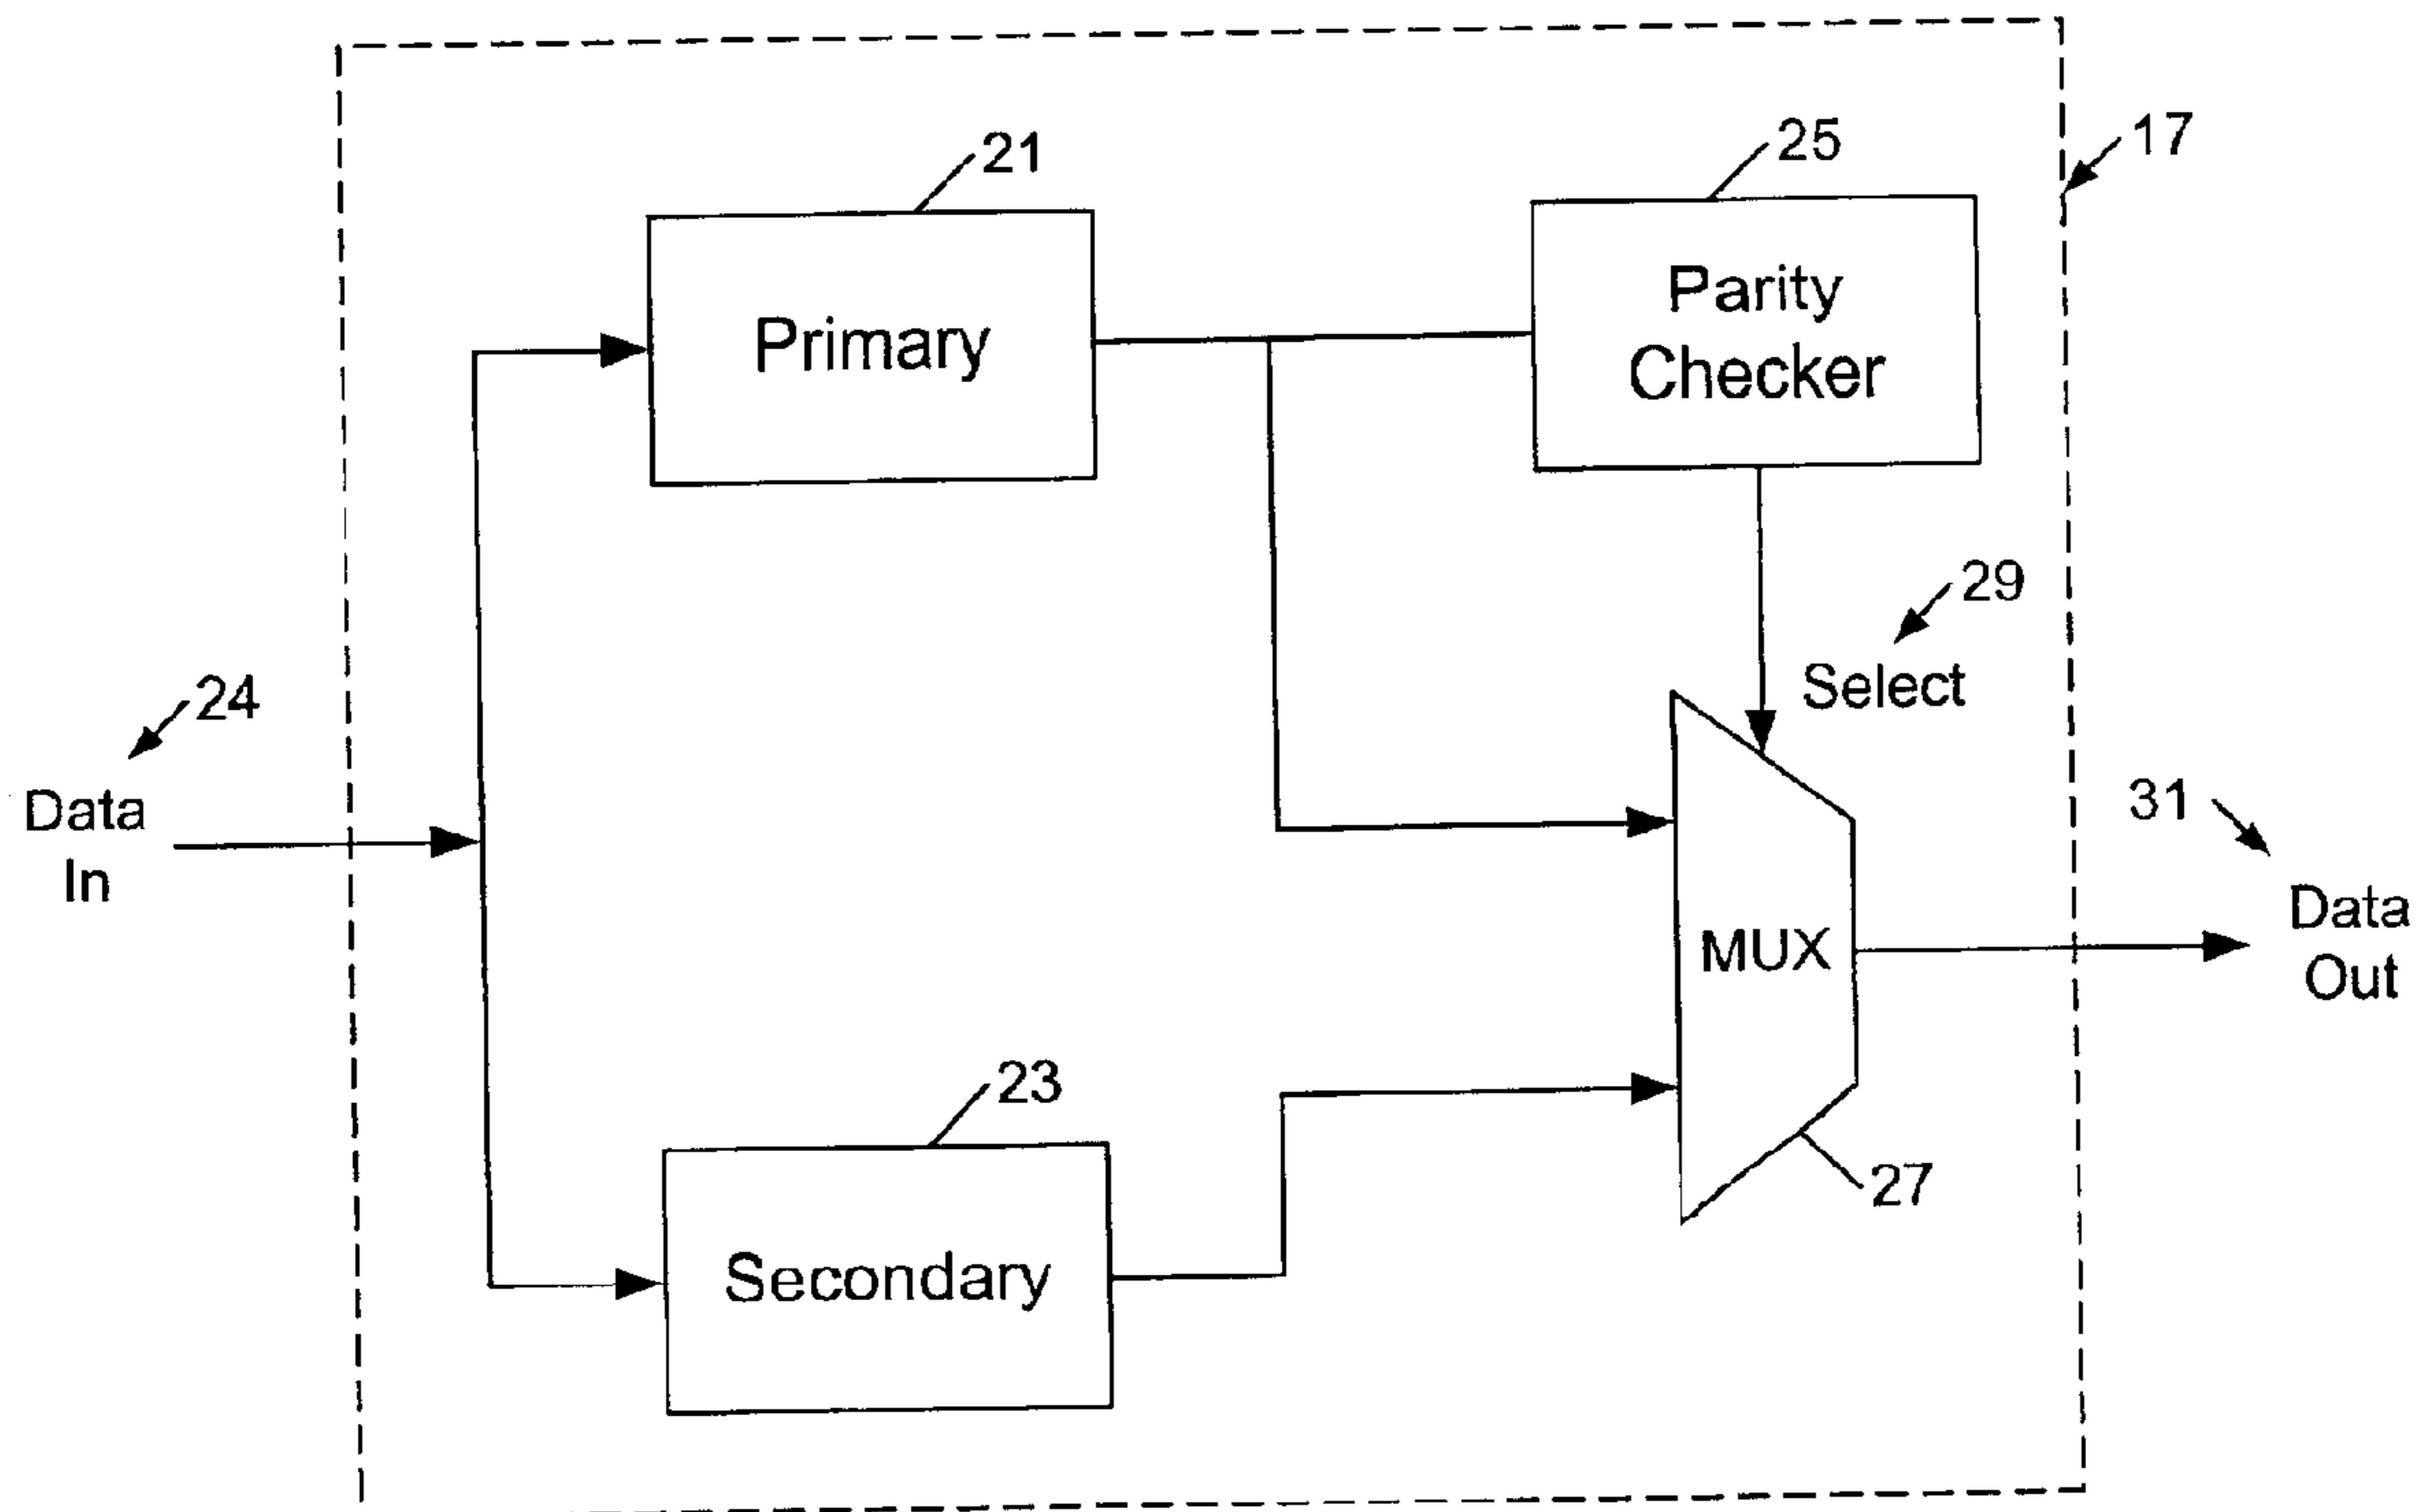 21
25
17
Primary
Parity
Checker
29
Select
24
Data
In
31
Data
Out
MUX
23
27
Secondary